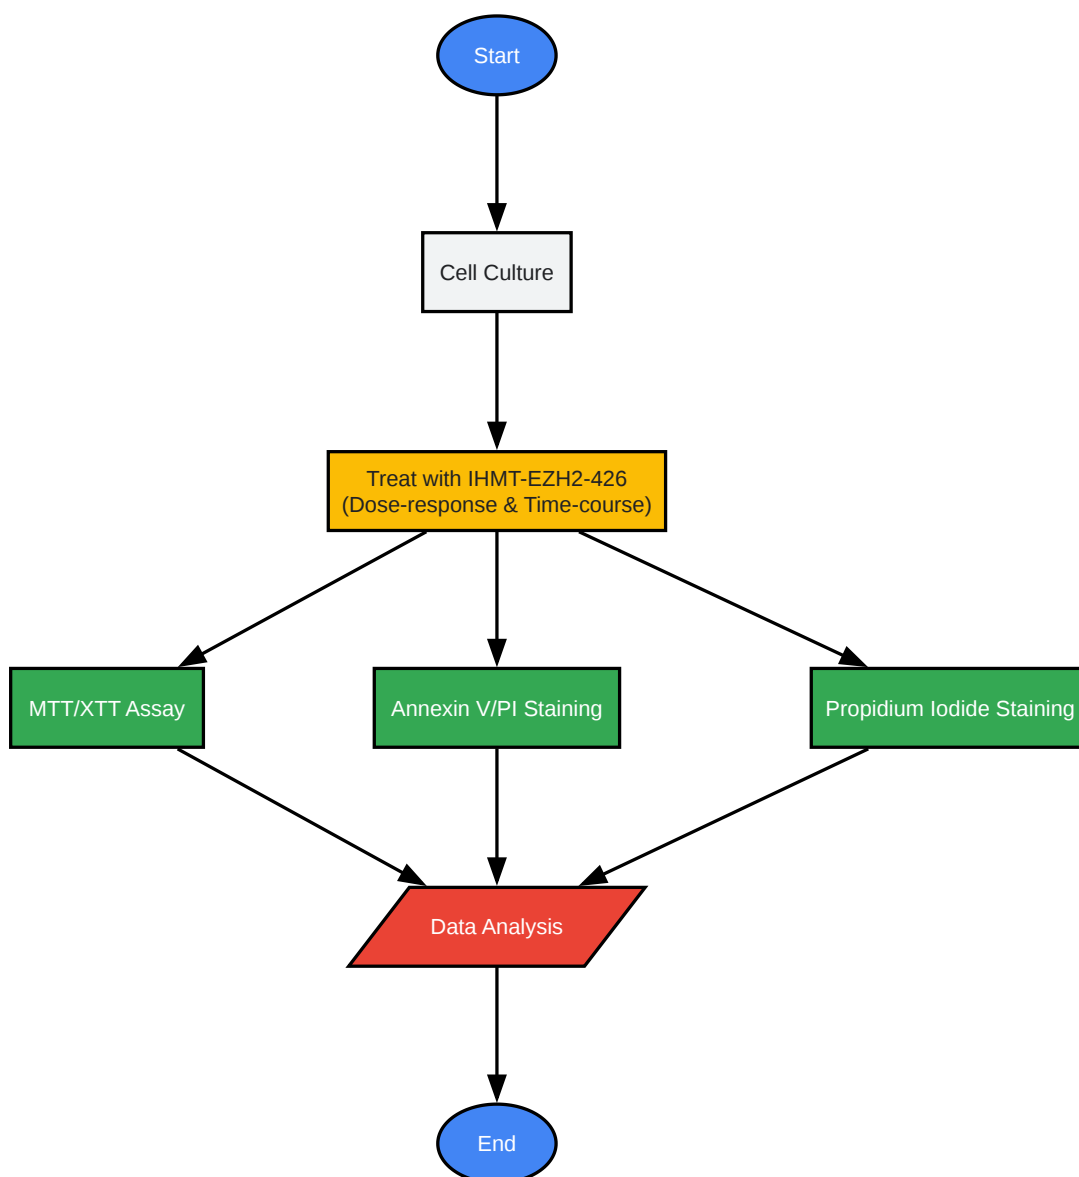 Start
Cell Culture
Treat with IHMT-EZH2-426
(Dose-response & Time-course)
MTT/XTT Assay
Annexin V/PI Staining
Propidium Iodide Staining
Data Analysis
End